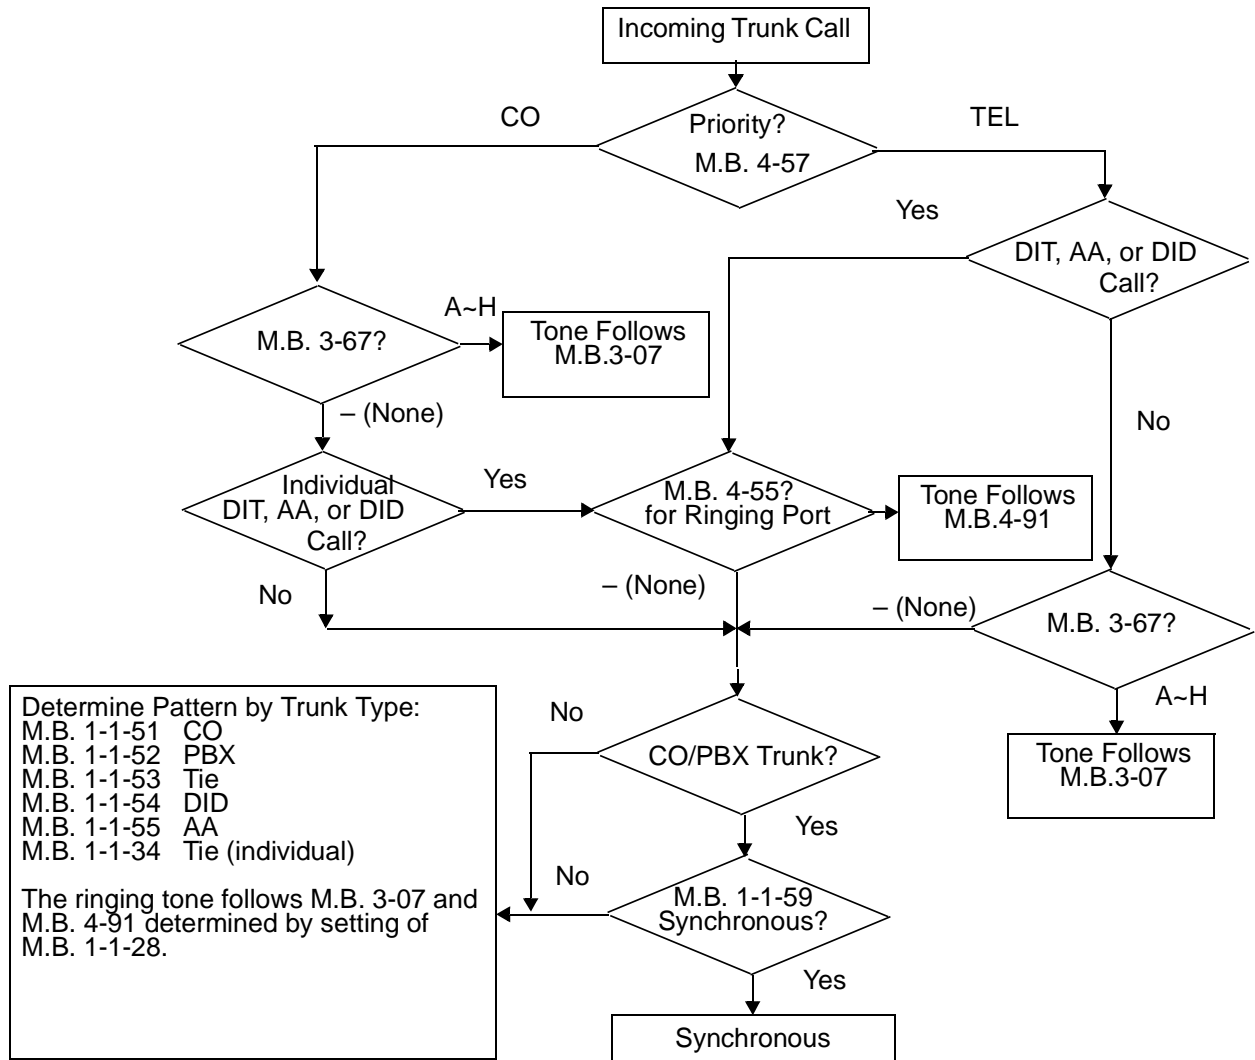 Incoming Trunk Call
CO
Priority?
M.B. 4-57
TEL
Yes
DIT, AA, or DID
Call?
M.B. 3-67?
A~H
Tone Follows
M.B.3-07
– (None)
No
Individual
DIT, AA, or DID
Call?
Yes
M.B. 4-55?
for Ringing Port
Tone Follows
M.B.4-91
No
– (None)
– (None)
M.B. 3-67?
A~H
Tone Follows
M.B.3-07
Determine Pattern by Trunk Type:
M.B. 1-1-51 CO
M.B. 1-1-52 PBX
M.B. 1-1-53 Tie
M.B. 1-1-54 DID
M.B. 1-1-55 AA
M.B. 1-1-34 Tie (individual)
The ringing tone follows M.B. 3-07 and
M.B. 4-91 determined by setting of
M.B. 1-1-28.
No
CO/PBX Trunk?
Yes
No
M.B. 1-1-59
Synchronous?
Yes
Synchronous